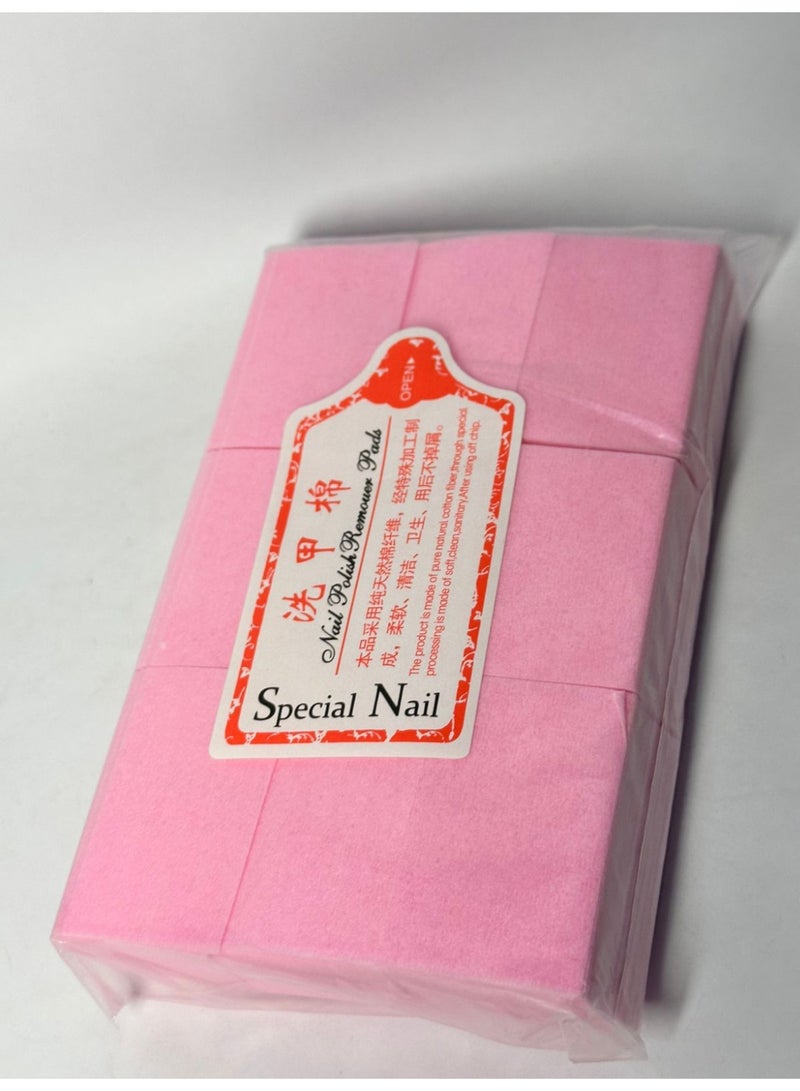 OPEN
洗甲棉
Nail Polish Remouer Pads
本品采用纯天然棉纤维，经特殊加工制
成，柔软、清洁、卫生、用后不掉屑。
The product is made of pure natural cotton fiber,through special
processing is made of soft,clean,sanitary,After using off chip.
Special Nail